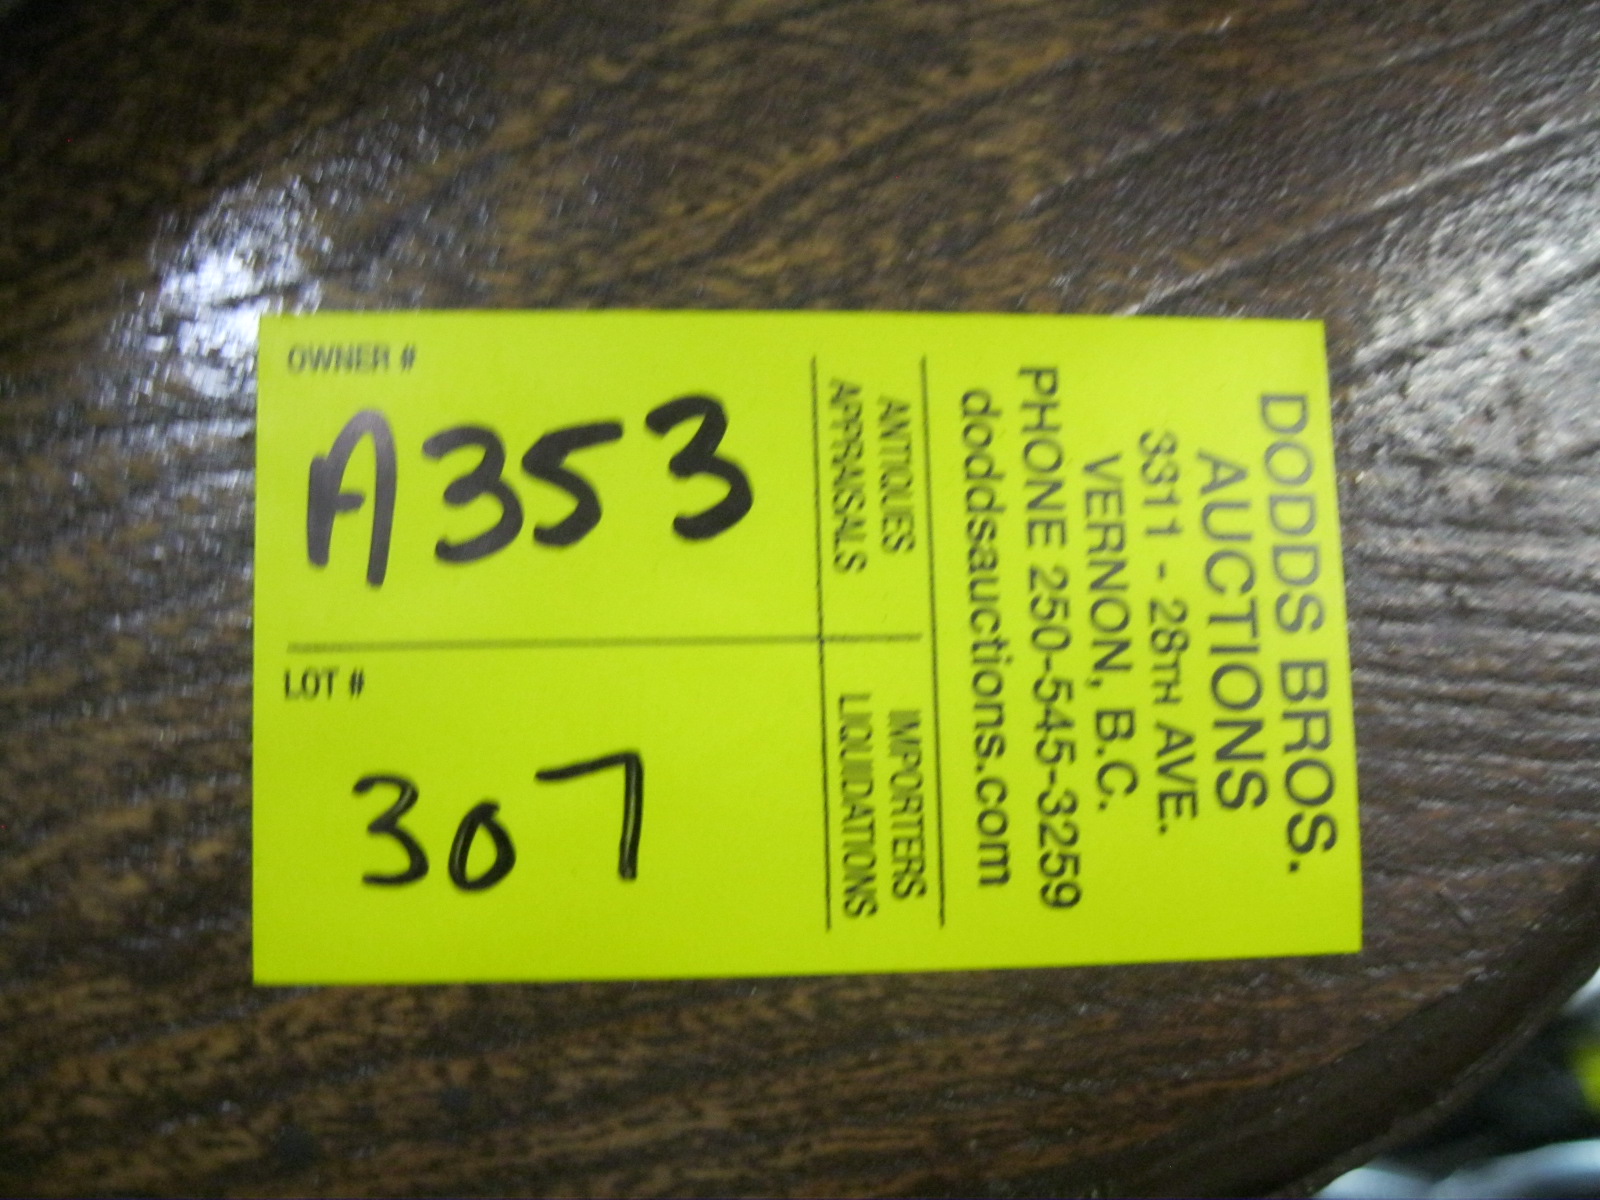 DODDS BROS.
AUCTIONS
3311 - 28TH AVE.
VERNON, B.C.
PHONE 250-545-3259
doddsauctions.com
ANTIQUES
APPRAISALS
IMPORTERS
LIQUIDATIONS
OWNER #
A353
LOT #
307